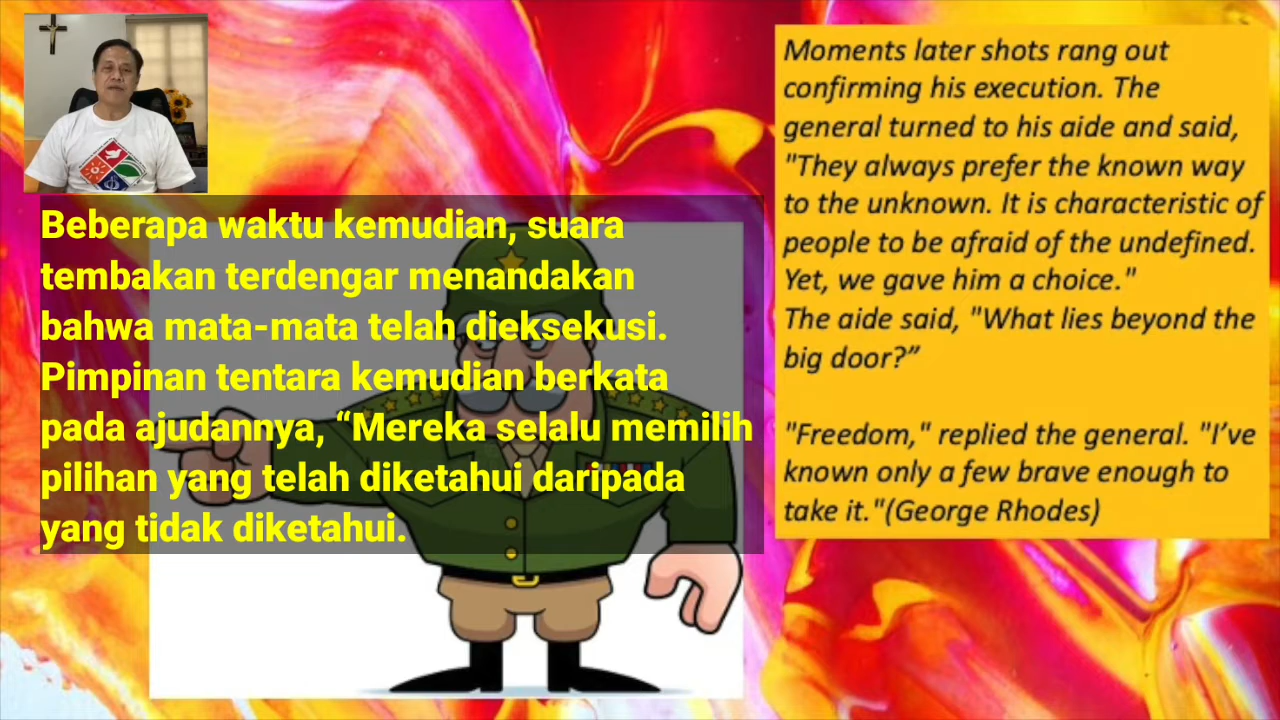 Beberapa waktu kemudian, suara
tembakan terdengar menandakan
bahwa mata-mata telah dieksekusi.
Pimpinan tentara kemudian berkata
pada ajudannya, “Mereka selalu memilih
pilihan yang telah diketahui daripada
yang tidak diketahui.
Moments later shots rang out
confirming his execution. The
general turned to his aide and said,
"They always prefer the known way
to the unknown. It is characteristic of
people to be afraid of the undefined.
Yet, we gave him a choice."
The aide said, "What lies beyond the
big door?”
"Freedom," replied the general. "I’ve
known only a few brave enough to
take it."(George Rhodes)